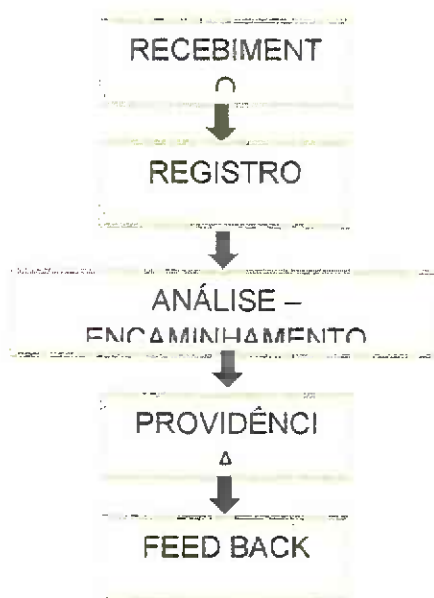 RECEBIMENT
O
REGISTRO
ANÁLISE –
ENCAMINHAMENTO
PROVIDÊNCI
A
FEED BACK